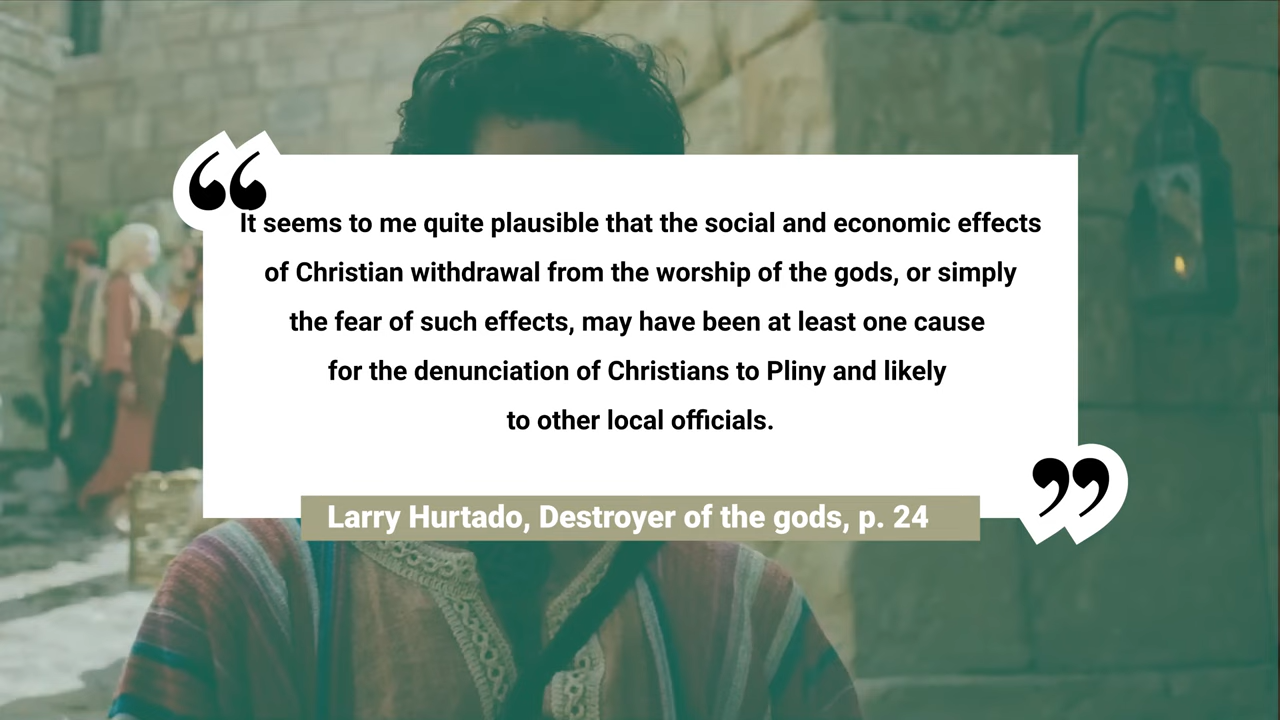 It seems to me quite plausible that the social and economic effects
of Christian withdrawal from the worship of the gods, or simply
the fear of such effects, may have been at least one cause
for the denunciation of Christians to Pliny and likely
to other local officials.
Larry Hurtado, Destroyer of the gods, p. 24